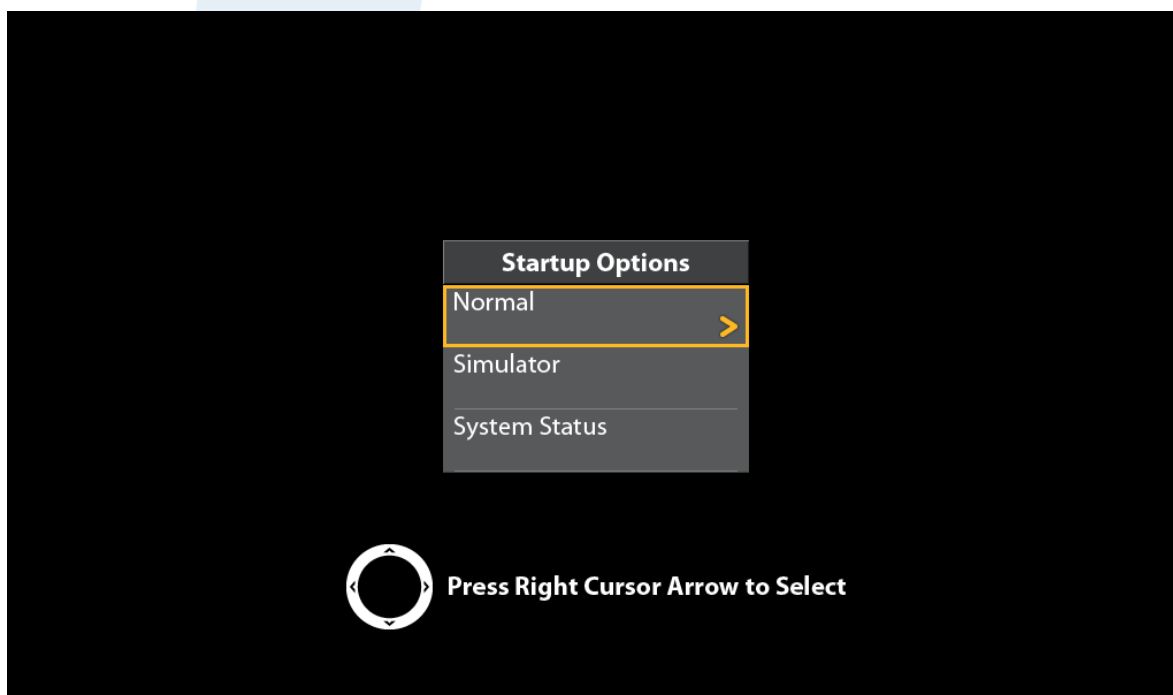 Startup Options
Normal
Simulator
System Status
Press Right Cursor Arrow to Select